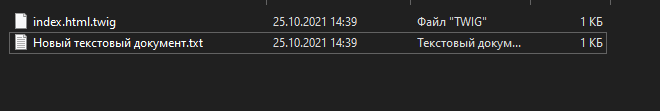 index.html.twig 25.10.2021 14:39 Файл "TWIG" 1 КБ
Новый текстовый документ.txt 25.10.2021 14:39 Текстовый докум... 1 КБ